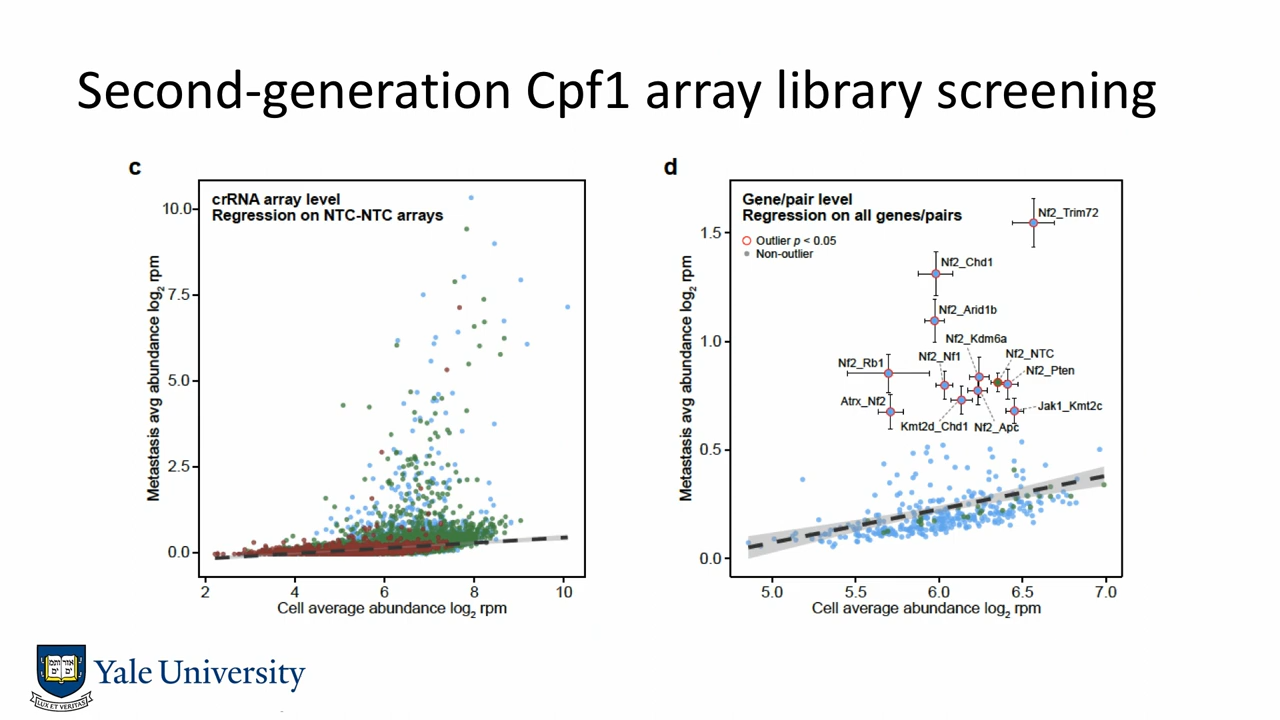 Second-generation Cpf1 array library screening
c
crRNA array level
Regression on NTC-NTC arrays
Metastasis avg abundance log2 rpm
10.0
7.5
5.0
2.5
0.0
2 4 6 8 10
Cell average abundance log2 rpm
d
Gene/pair level
Regression on all genes/pairs
Outlier p < 0.05
Non-outlier
Metastasis avg abundance log2 rpm
1.5
1.0
0.5
0.0
Nf2_Trim72
Nf2_Chd1
Nf2_Arid1b
Nf2_Kdm6a
Nf2_Rb1
Nf2_Nf1
Nf2_NTC
Nf2_Pten
Atrx_Nf2
Jak1_Kmt2c
Kmt2d_Chd1
Nf2_Apc
5.0 5.5 6.0 6.5 7.0
Cell average abundance log2 rpm
Yale University
LUX ET VERITAS